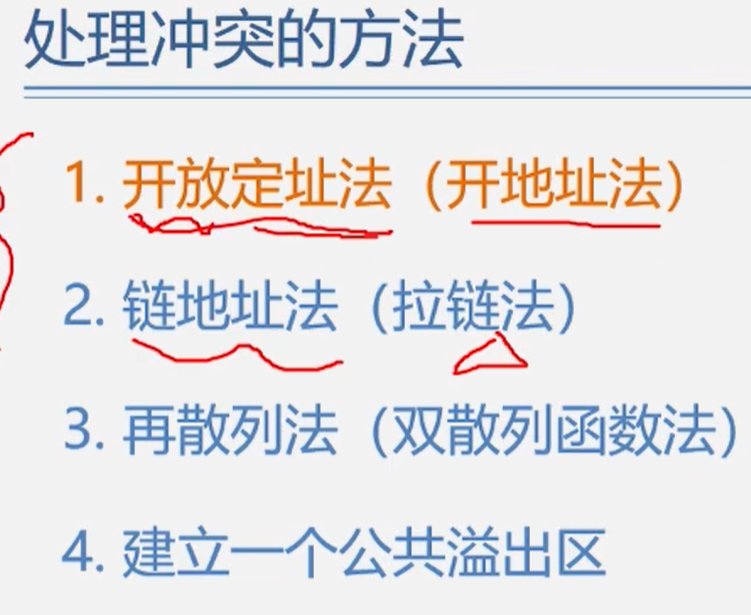 处理冲突的方法
1. 开放定址法（开地址法）
2. 链地址法（拉链法）
3. 再散列法（双散列函数法）
4. 建立一个公共溢出区